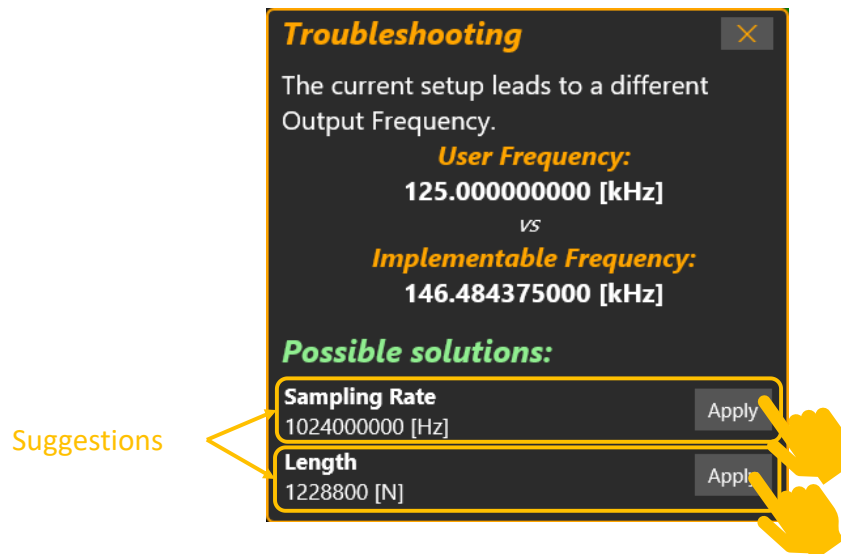 Troubleshooting
The current setup leads to a different
Output Frequency.
User Frequency:
125.000000000 [kHz]
vs
Implementable Frequency:
146.484375000 [kHz]
Possible solutions:
Sampling Rate
1024000000 [Hz]
Apply
Suggestions
Length
1228800 [N]
Apply